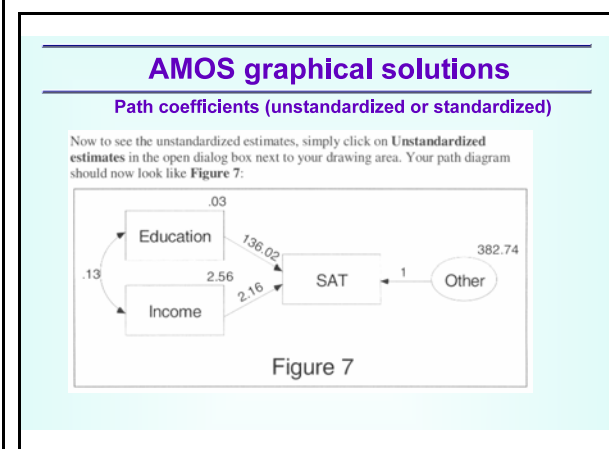 AMOS graphical solutions
Path coefficients (unstandardized or standardized)
Now to see the unstandardized estimates, simply click on Unstandardized
estimates in the open dialog box next to your drawing area. Your path diagram
should now look like Figure 7:
.03
Education
136.02
382.74
.13
2.56
2.16
SAT
1
Other
Income
Figure 7